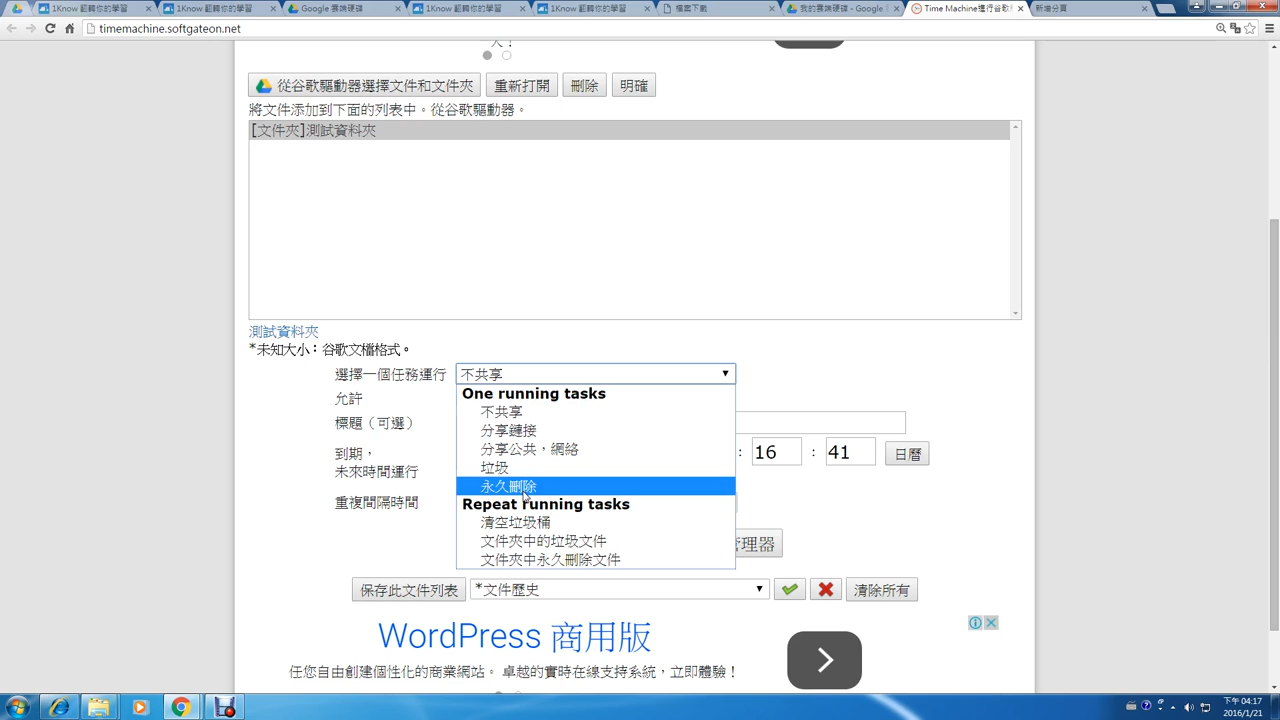 1Know 翻轉你的學習
1Know 翻轉你的學習
Google 雲端硬碟
1Know 翻轉你的學習
1Know 翻轉你的學習
檔案下載
我的雲端硬碟 - Google
Time Machine進行谷歌
新增分頁
timemachine.softgateon.net
人！
從谷歌驅動器選擇文件和文件夾
重新打開
刪除
明確
將文件添加到下面的列表中。從谷歌驅動器。
[文件夾]測試資料夾
測試資料夾
*未知大小：谷歌文檔格式。
選擇一個任務運行
不共享
One running tasks
允許
不共享
標題（可選）
分享鏈接
分享公共，網絡
到期，
: 16 : 41
日曆
未來時間運行
垃圾
永久刪除
重複間隔時間
Repeat running tasks
清空垃圾桶
文件夾中的垃圾文件
管理器
文件夾中永久刪除文件
保存此文件列表
*文件歷史
清除所有
WordPress 商用版
任您自由創建個性化的商業網站。 卓越的實時在線支持系統，立即體驗！
下午 04:17
2016/1/21